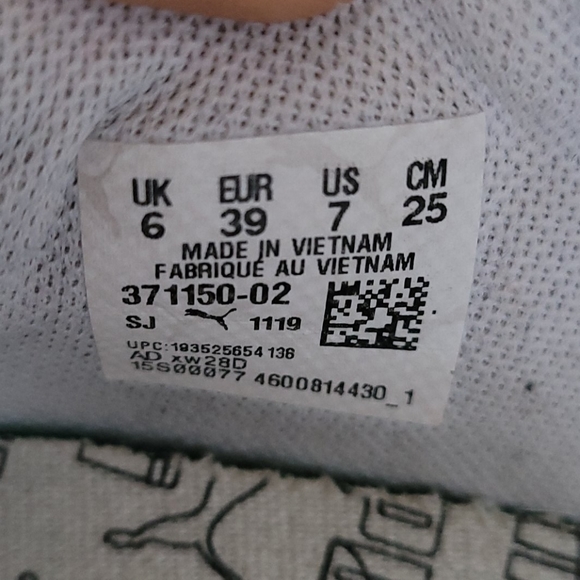 UK EUR US CM
6 39 7 25
MADE IN VIETNAM
FABRIQUÉ AU VIETNAM
371150-02
SJ 1119
UPC:193525654136
AD xw28D
15S00077 4600814430_1